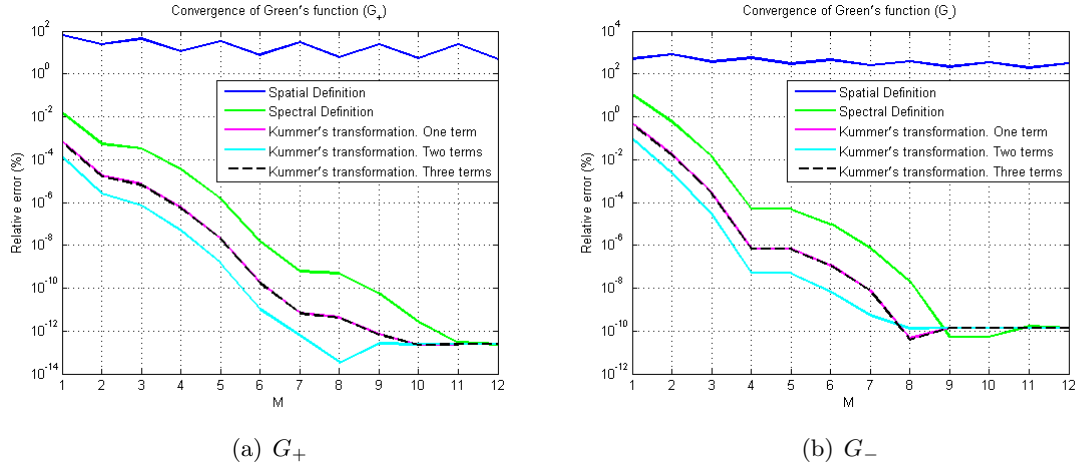 Convergence of Green's function (G+)
10^2
10^0
10^-2
10^-4
10^-6
10^-8
10^-10
10^-12
10^-14
Relative error (%)
Spatial Definition
Spectral Definition
Kummer's transformation. One term
Kummer's transformation. Two terms
Kummer's transformation. Three terms
1 2 3 4 5 6 7 8 9 10 11 12
M
(a) G+
Convergence of Green's function (G-)
10^4
10^2
10^0
10^-2
10^-4
10^-6
10^-8
10^-10
10^-12
Relative error (%)
Spatial Definition
Spectral Definition
Kummer's transformation. One term
Kummer's transformation. Two terms
Kummer's transformation. Three terms
1 2 3 4 5 6 7 8 9 10 11 12
M
(b) G−